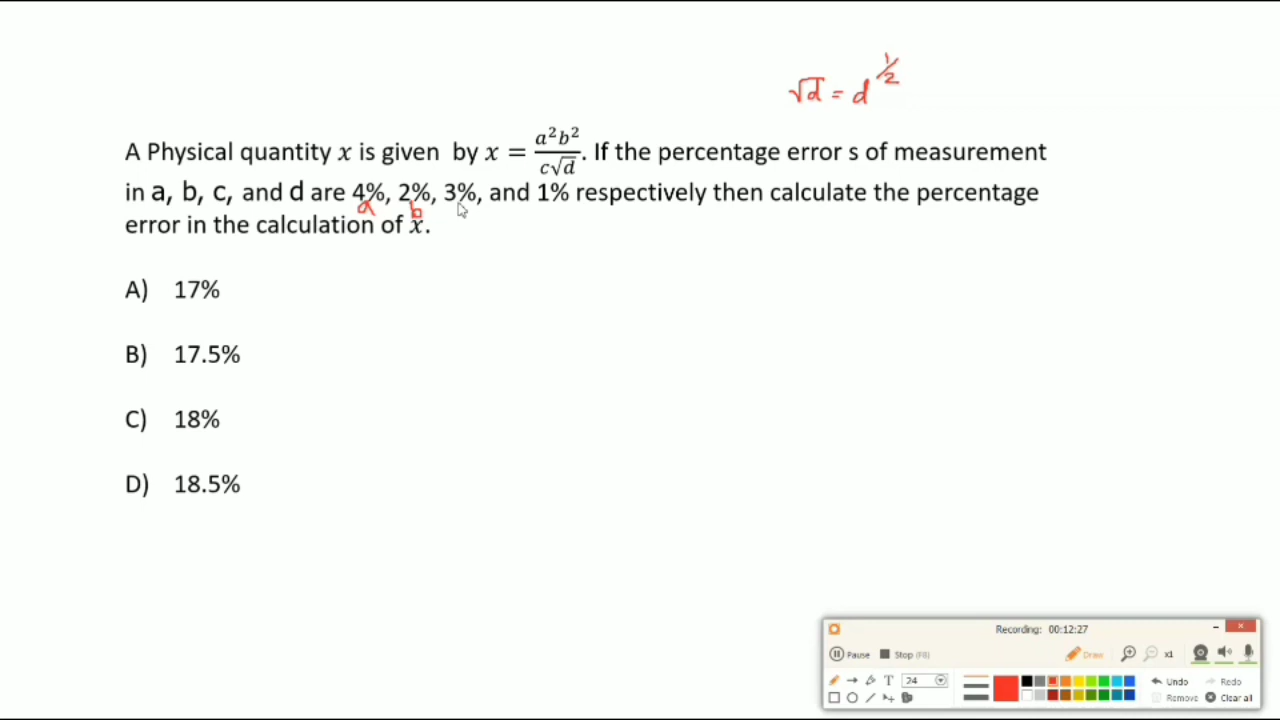 √d = d^1/2
A Physical quantity x is given by x = a²b²/c√d. If the percentage error s of measurement
in a, b, c, and d are 4%, 2%, 3%, and 1% respectively then calculate the percentage
a b
error in the calculation of x.
A) 17%
B) 17.5%
C) 18%
D) 18.5%
Recording: 00:12:27
Pause Stop (F8) Draw x1
T 24 Undo Redo
Remove Clear all